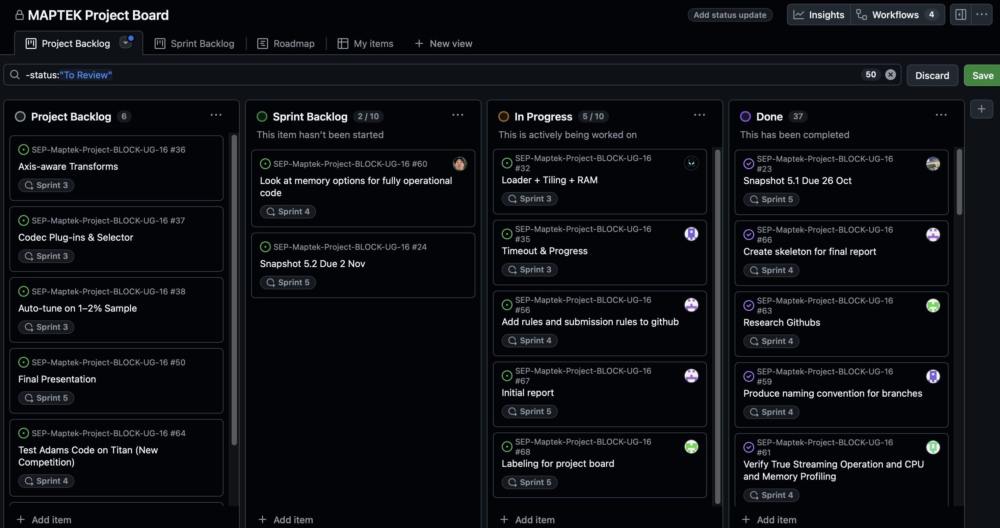 MAPTEK Project Board
Add status update
Insights
Workflows 4
Project Backlog
Sprint Backlog
Roadmap
My items
+ New view
-status:"To Review"
50
Discard
Save
Project Backlog 6
SEP-Maptek-Project-BLOCK-UG-16 #36
Axis-aware Transforms
Sprint 3
SEP-Maptek-Project-BLOCK-UG-16 #37
Codec Plug-ins & Selector
Sprint 3
SEP-Maptek-Project-BLOCK-UG-16 #38
Auto-tune on 1–2% Sample
Sprint 3
SEP-Maptek-Project-BLOCK-UG-16 #50
Final Presentation
Sprint 5
SEP-Maptek-Project-BLOCK-UG-16 #64
Test Adams Code on Titan (New
Competition)
Sprint 4
+ Add item
Sprint Backlog 2 / 10
This item hasn't been started
SEP-Maptek-Project-BLOCK-UG-16 #60
Look at memory options for fully operational
code
Sprint 4
SEP-Maptek-Project-BLOCK-UG-16 #24
Snapshot 5.2 Due 2 Nov
Sprint 5
+ Add item
In Progress 5 / 10
This is actively being worked on
SEP-Maptek-Project-BLOCK-UG-16
#32
Loader + Tiling + RAM
Sprint 3
SEP-Maptek-Project-BLOCK-UG-16
#35
Timeout & Progress
Sprint 3
SEP-Maptek-Project-BLOCK-UG-16
#56
Add rules and submission rules to github
Sprint 4
SEP-Maptek-Project-BLOCK-UG-16
#67
Initial report
Sprint 5
SEP-Maptek-Project-BLOCK-UG-16
#68
Labeling for project board
Sprint 5
+ Add item
Done 37
This has been completed
SEP-Maptek-Project-BLOCK-UG-16
#23
Snapshot 5.1 Due 26 Oct
Sprint 5
SEP-Maptek-Project-BLOCK-UG-16
#66
Create skeleton for final report
Sprint 4
SEP-Maptek-Project-BLOCK-UG-16
#63
Research Githubs
Sprint 4
SEP-Maptek-Project-BLOCK-UG-16
#59
Produce naming convention for branches
Sprint 4
SEP-Maptek-Project-BLOCK-UG-16
#61
Verify True Streaming Operation and CPU
and Memory Profiling
Sprint 4
+ Add item